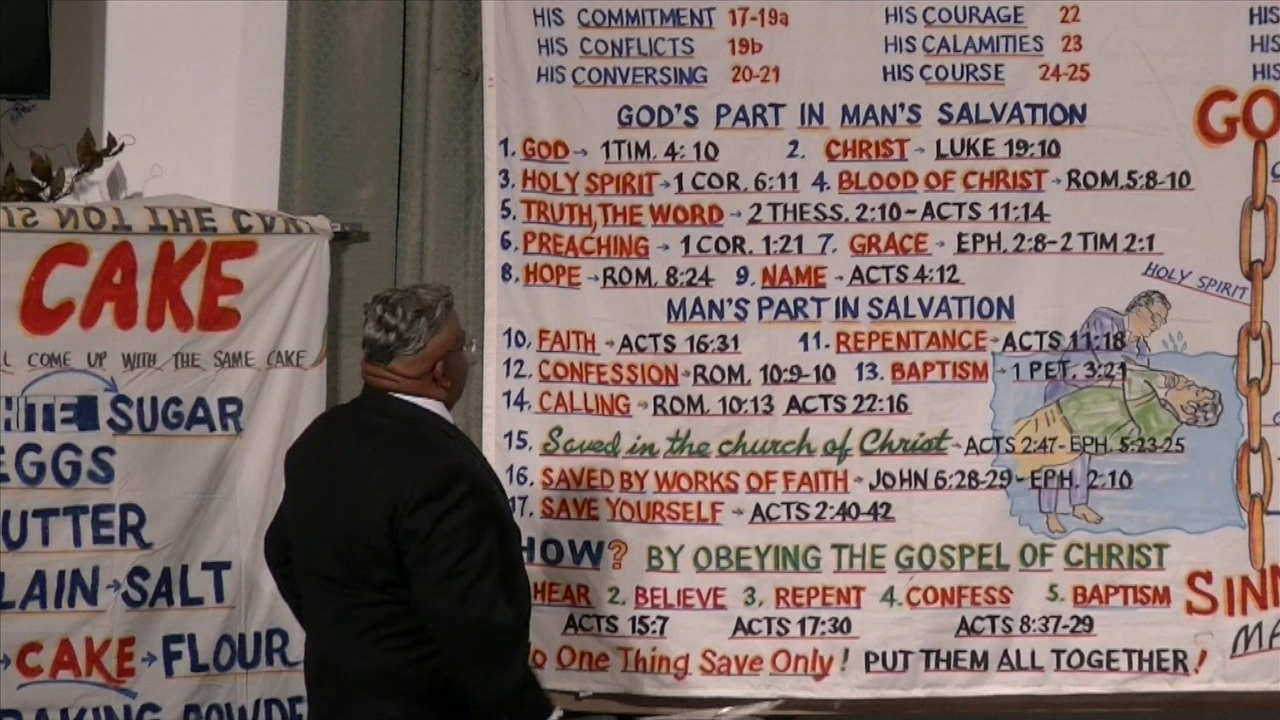 IS NOT THE
CAKE
COME UP WITH THE SAME CAKE
WHITE SUGAR
EGGS
UTTER
LAIN→SALT
→CAKE→FLOUR
BAKING POWDE
HIS COMMITMENT 17-19a HIS COURAGE 22 HIS
HIS CONFLICTS 19b HIS CALAMITIES 23 HIS
HIS CONVERSING 20-21 HIS COURSE 24-25 HIS
GOD'S PART IN MAN'S SALVATION
1. GOD→ 1TIM. 4:10 2. CHRIST→ LUKE 19:10
3. HOLY SPIRIT→1 COR. 6:11 4. BLOOD OF CHRIST→ROM.5:8-10
5. TRUTH, THE WORD→2 THESS. 2:10-ACTS 11:14
6. PREACHING→1 COR. 1:21 7. GRACE→EPH. 2:8-2 TIM 2:1
8. HOPE→ROM. 8:24 9. NAME→ACTS 4:12
MAN'S PART IN SALVATION
10. FAITH→ACTS 16:31 11. REPENTANCE→ACTS 11:18
12. CONFESSION→ROM. 10:9-10 13. BAPTISM→1 PET. 3:21
14. CALLING→ROM. 10:13 ACTS 22:16
15. Saved in the church of Christ→ACTS 2:47-EPH. 5:23-25
16. SAVED BY WORKS OF FAITH→JOHN 6:28-29-EPH. 2:10
17. SAVE YOURSELF→ACTS 2:40-42
HOW? BY OBEYING THE GOSPEL OF CHRIST
HEAR 2. BELIEVE 3. REPENT 4. CONFESS 5. BAPTISM
ACTS 15:7 ACTS 17:30 ACTS 8:37-29
o One Thing Save Only! PUT THEM ALL TOGETHER!
HOLY SPIRIT
GO
SIN
MA